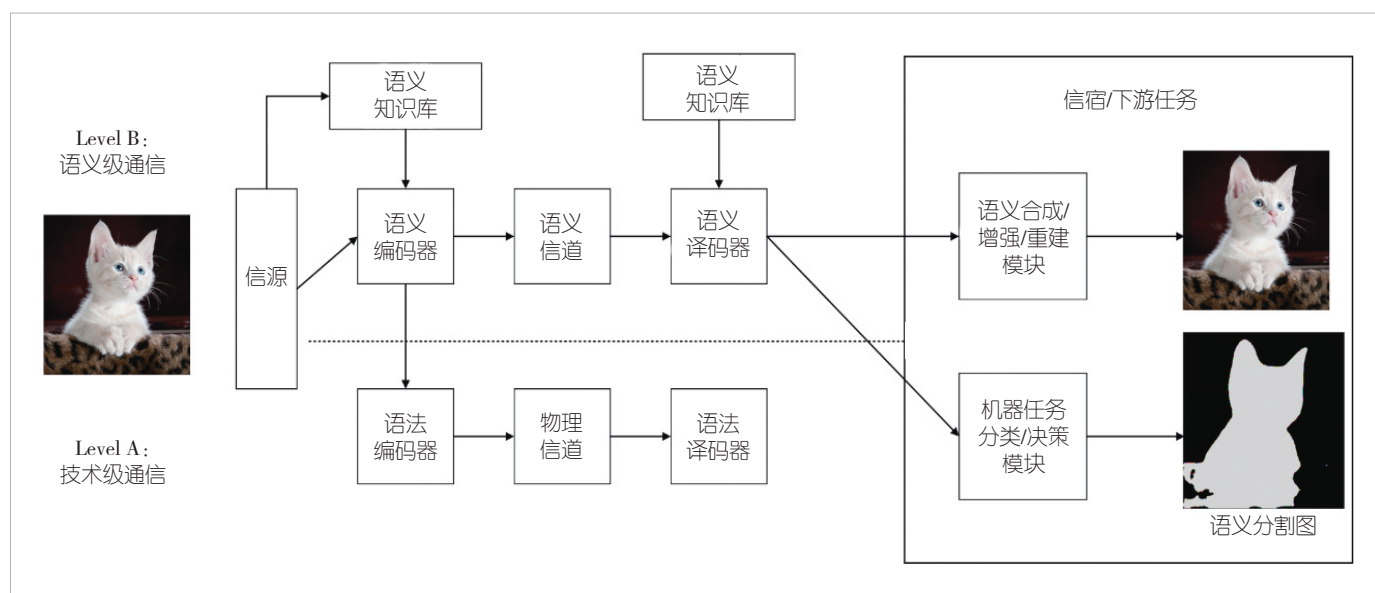 语义
知识库
语义
知识库
信宿/下游任务
Level B：
语义级通信
信源
语义
编码器
语义
信道
语义
译码器
语义合成/
增强/重建
模块
Level A：
技术级通信
语法
编码器
物理
信道
语法
译码器
机器任务
分类/决策
模块
语义分割图